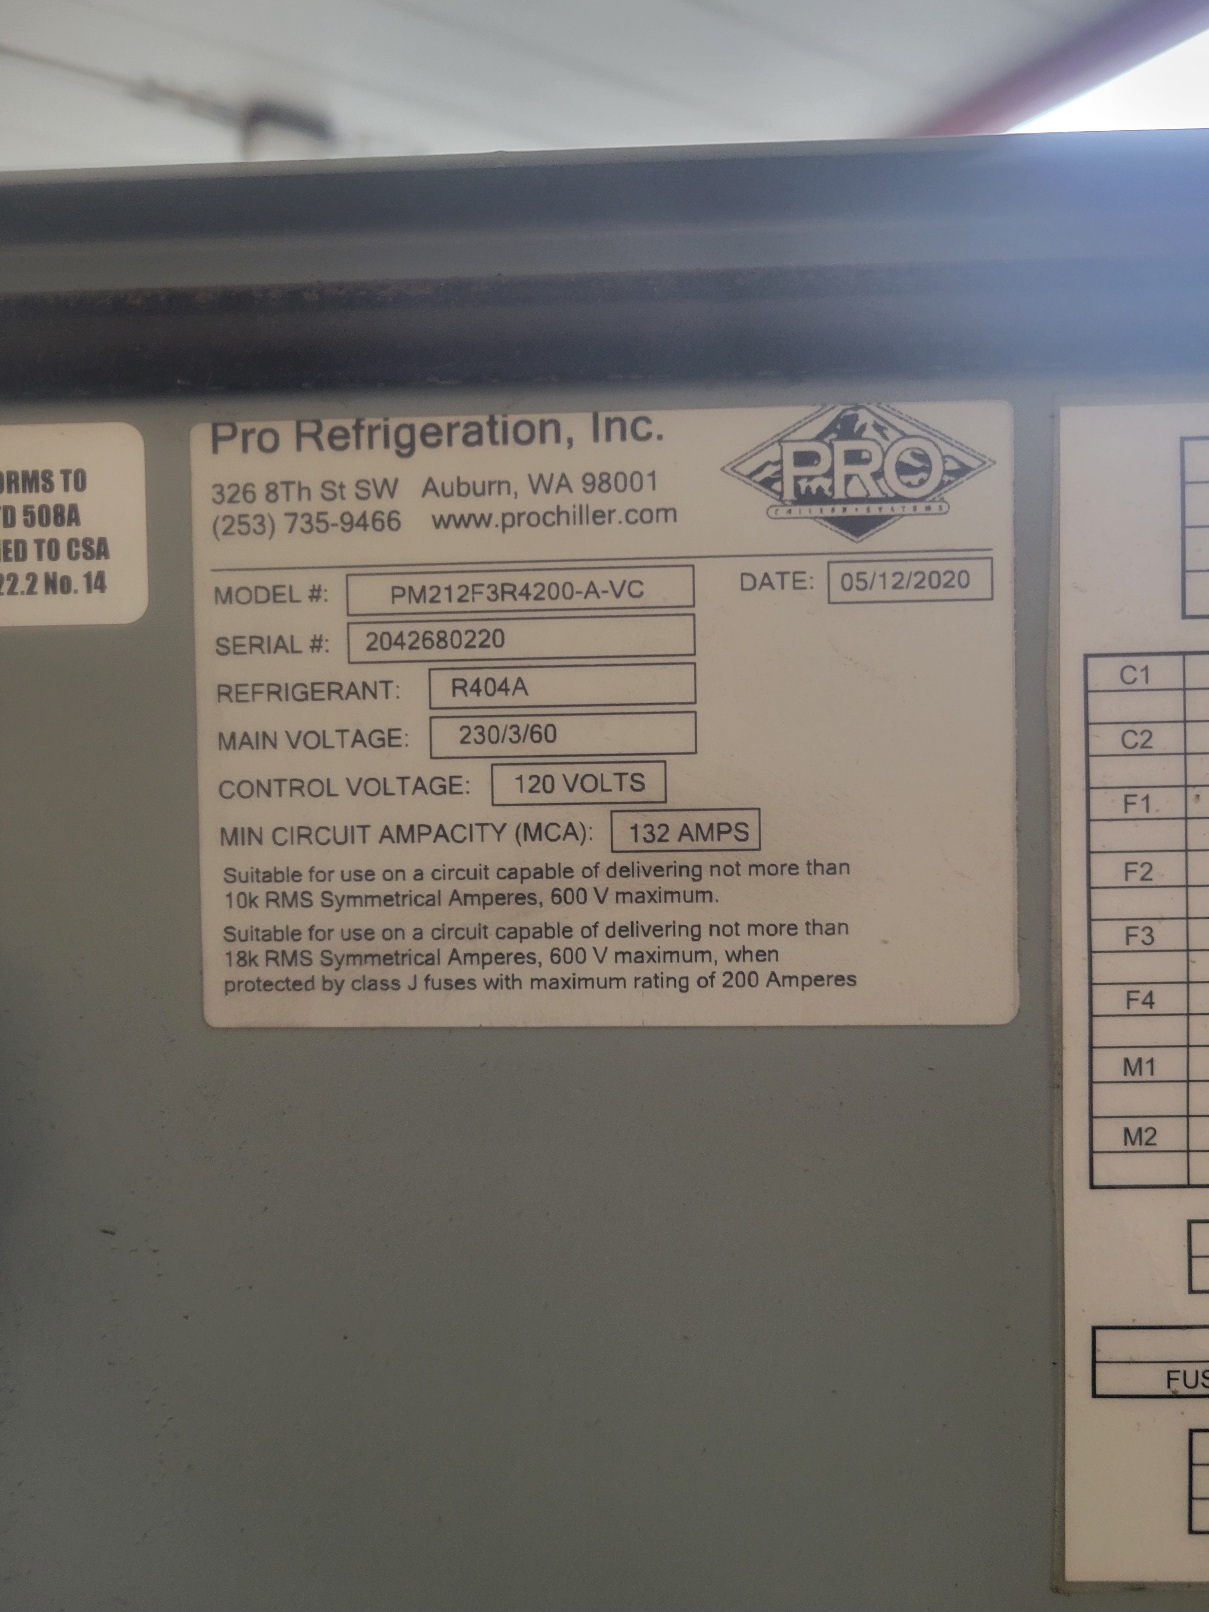 ORMS TO
D 508A
IED TO CSA
22.2 No. 14
Pro Refrigeration, Inc.
326 8Th St SW Auburn, WA 98001
(253) 735-9466 www.prochiller.com
PRO
CHILLER SYSTEMS
MODEL #: PM212F3R4200-A-VC
DATE: 05/12/2020
SERIAL #: 2042680220
REFRIGERANT: R404A
MAIN VOLTAGE: 230/3/60
CONTROL VOLTAGE: 120 VOLTS
MIN CIRCUIT AMPACITY (MCA): 132 AMPS
Suitable for use on a circuit capable of delivering not more than
10k RMS Symmetrical Amperes, 600 V maximum.
Suitable for use on a circuit capable of delivering not more than
18k RMS Symmetrical Amperes, 600 V maximum, when
protected by class J fuses with maximum rating of 200 Amperes
C1
C2
F1
F2
F3
F4
M1
M2
FUS